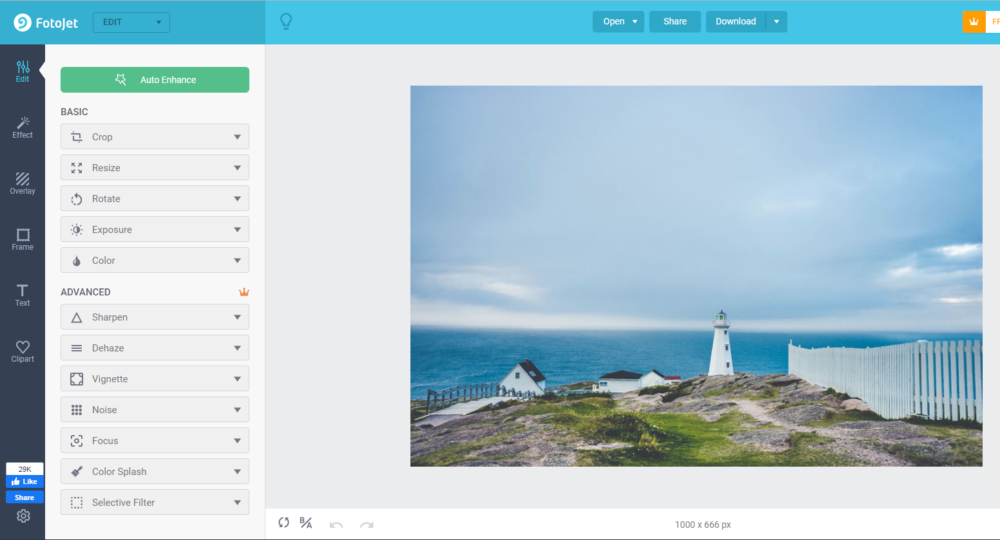 FotoJet
EDIT
Open
Share
Download
Edit
Effect
Overlay
Frame
Text
Clipart
29K
Like
Share
Auto Enhance
BASIC
Crop
Resize
Rotate
Exposure
Color
ADVANCED
Sharpen
Dehaze
Vignette
Noise
Focus
Color Splash
Selective Filter
B/A
1000 x 666 px